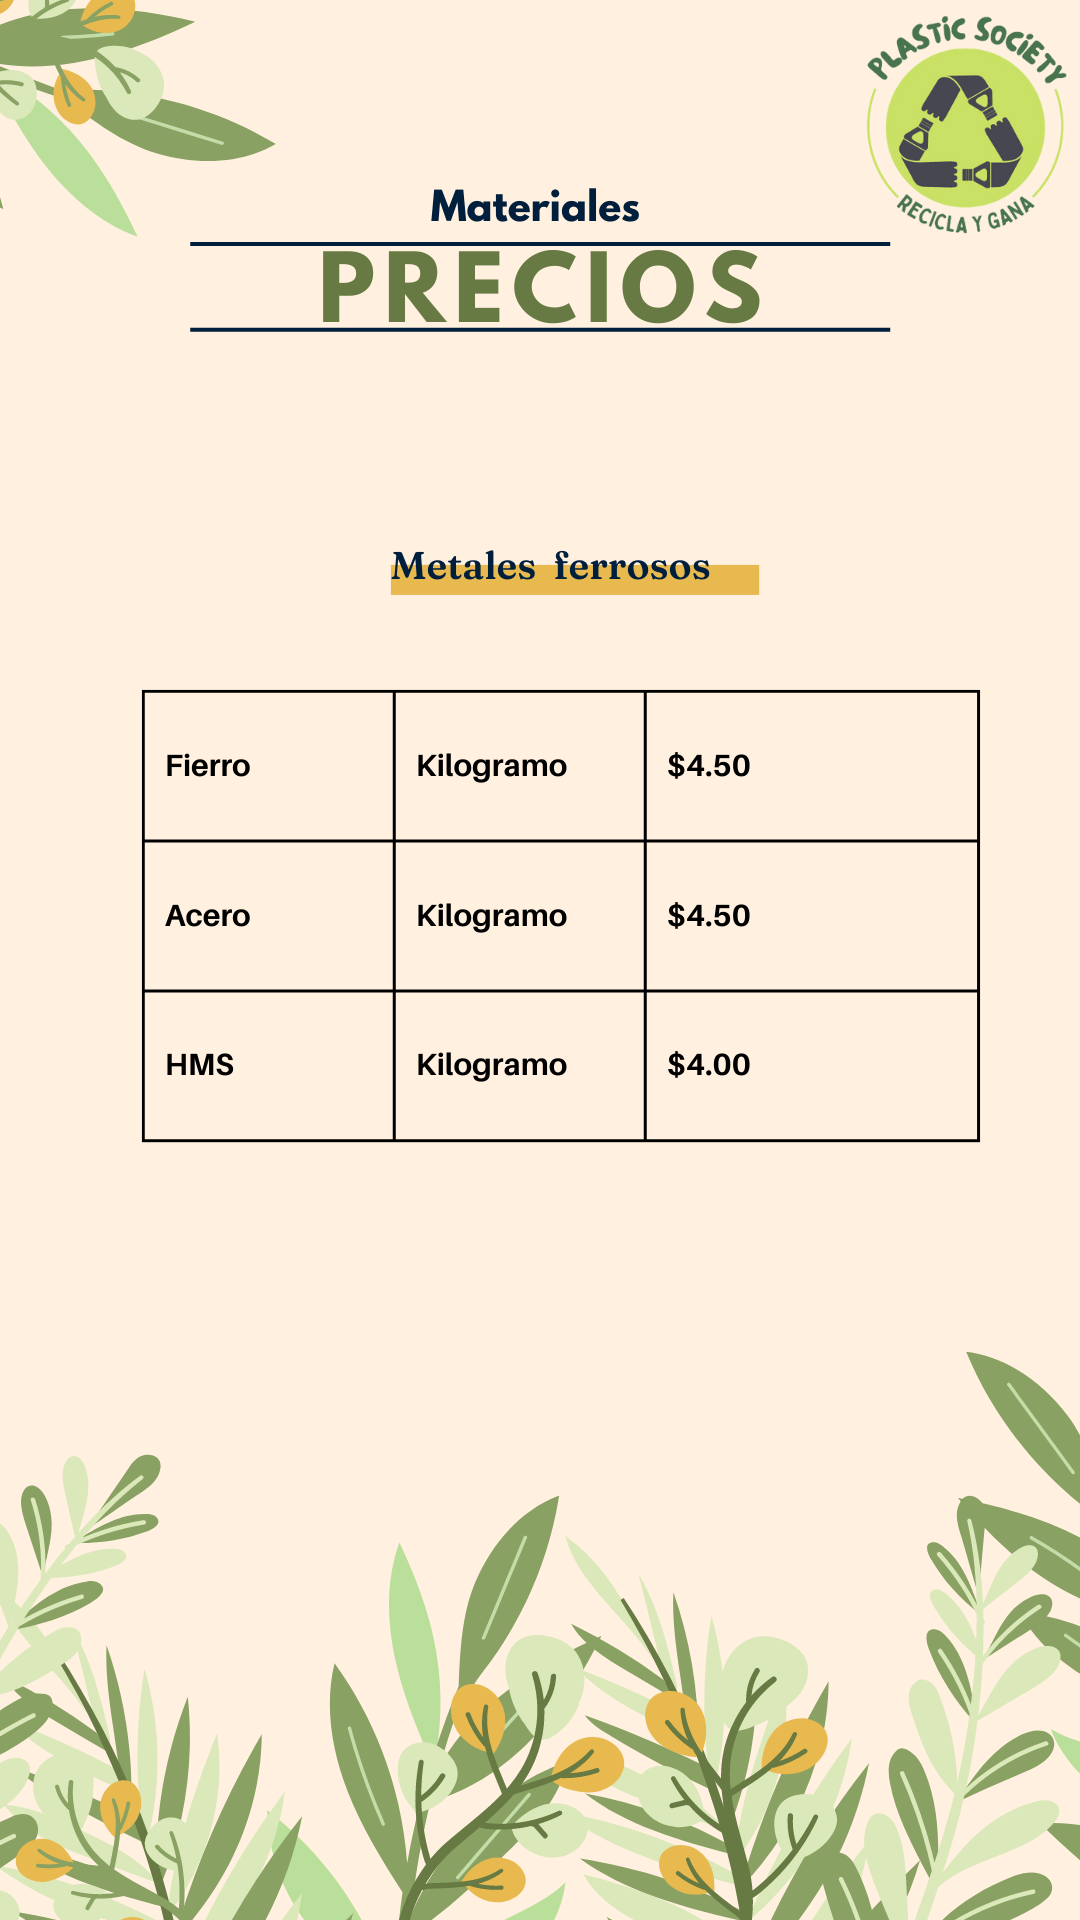 PLASTiC SOCiETY
RECICLA Y GANA
Materiales
PRECIOS
Metales ferrosos
Fierro Kilogramo $4.50
Acero Kilogramo $4.50
HMS Kilogramo $4.00